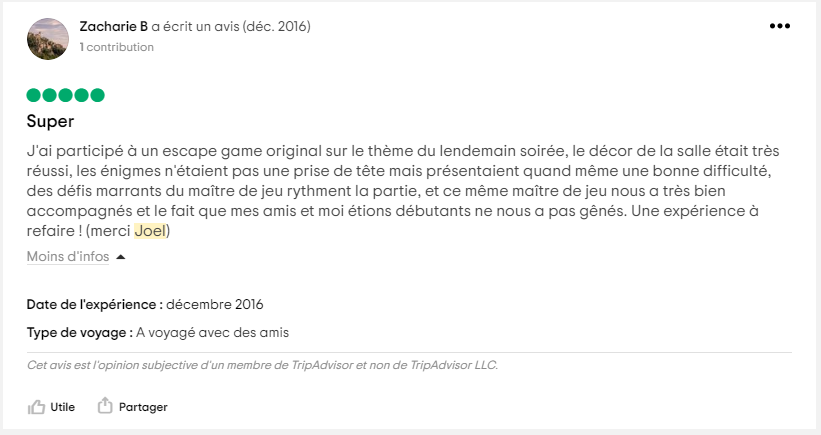 Zacharie B a écrit un avis (déc. 2016)
1 contribution
Super
J'ai participé à un escape game original sur le thème du lendemain soirée, le décor de la salle était très
réussi, les énigmes n'étaient pas une prise de tête mais présentaient quand même une bonne difficulté,
des défis marrants du maître de jeu rythment la partie, et ce même maître de jeu nous a très bien
accompagnés et le fait que mes amis et moi étions débutants ne nous a pas gênés. Une expérience à
refaire ! (merci Joel)
Moins d'infos
Date de l'expérience : décembre 2016
Type de voyage : A voyagé avec des amis
Cet avis est l'opinion subjective d'un membre de TripAdvisor et non de TripAdvisor LLC.
Utile Partager